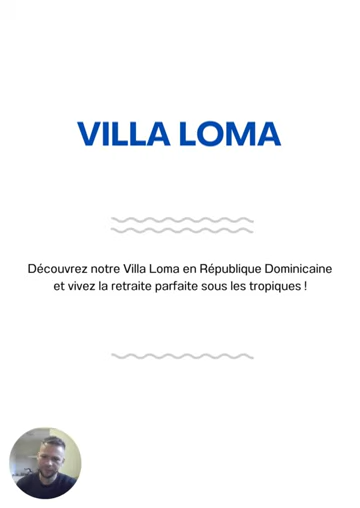 VILLA LOMA
Découvrez notre Villa Loma en République Dominicaine
et vivez la retraite parfaite sous les tropiques !